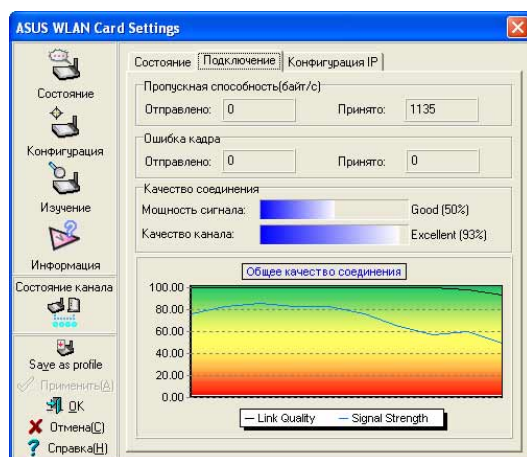 ASUS WLAN Card Settings
Состояние
Конфигурация
Изучение
Информация
Состояние канала
Save as profile
Применить(А)
OK
Отмена(С)
Справка(Н)
Состояние Подключение Конфигурация IP
Пропускная способность(байт/с)
Отправлено: 0 Принято: 1135
Ошибка кадра
Отправлено: 0 Принято: 0
Качество соединения
Мощность сигнала: Good (50%)
Качество канала: Excellent (93%)
Общее качество соединения
100.00
80.00
60.00
40.00
20.00
0.00
Link Quality Signal Strength